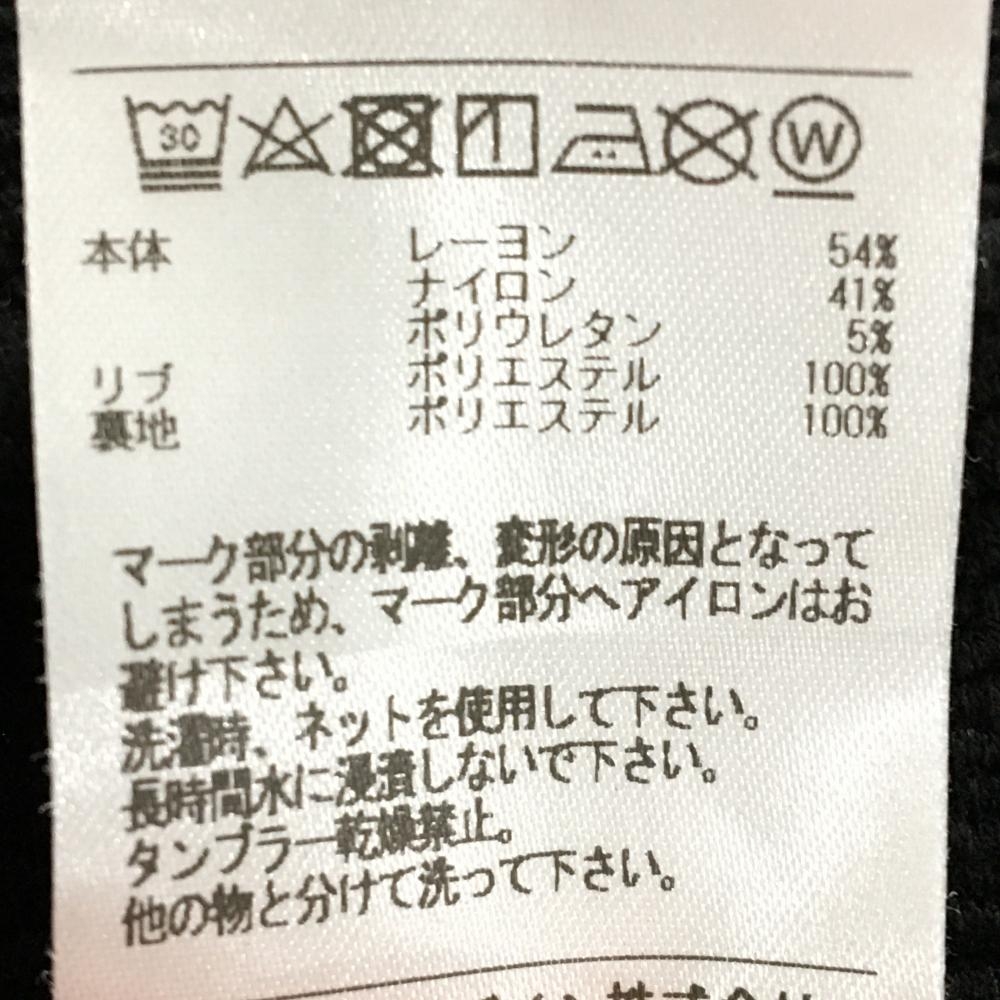 30 W
本体 レーヨン 54%
ナイロン 41%
ポリウレタン 5%
リブ ポリエステル 100%
裏地 ポリエステル 100%
マーク部分の剥離、変形の原因となって
しまうため、マーク部分へアイロンはお
避け下さい。
洗濯時、ネットを使用して下さい。
長時間水に浸漬しないで下さい。
タンブラー乾燥禁止。
他の物と分けて洗って下さい。